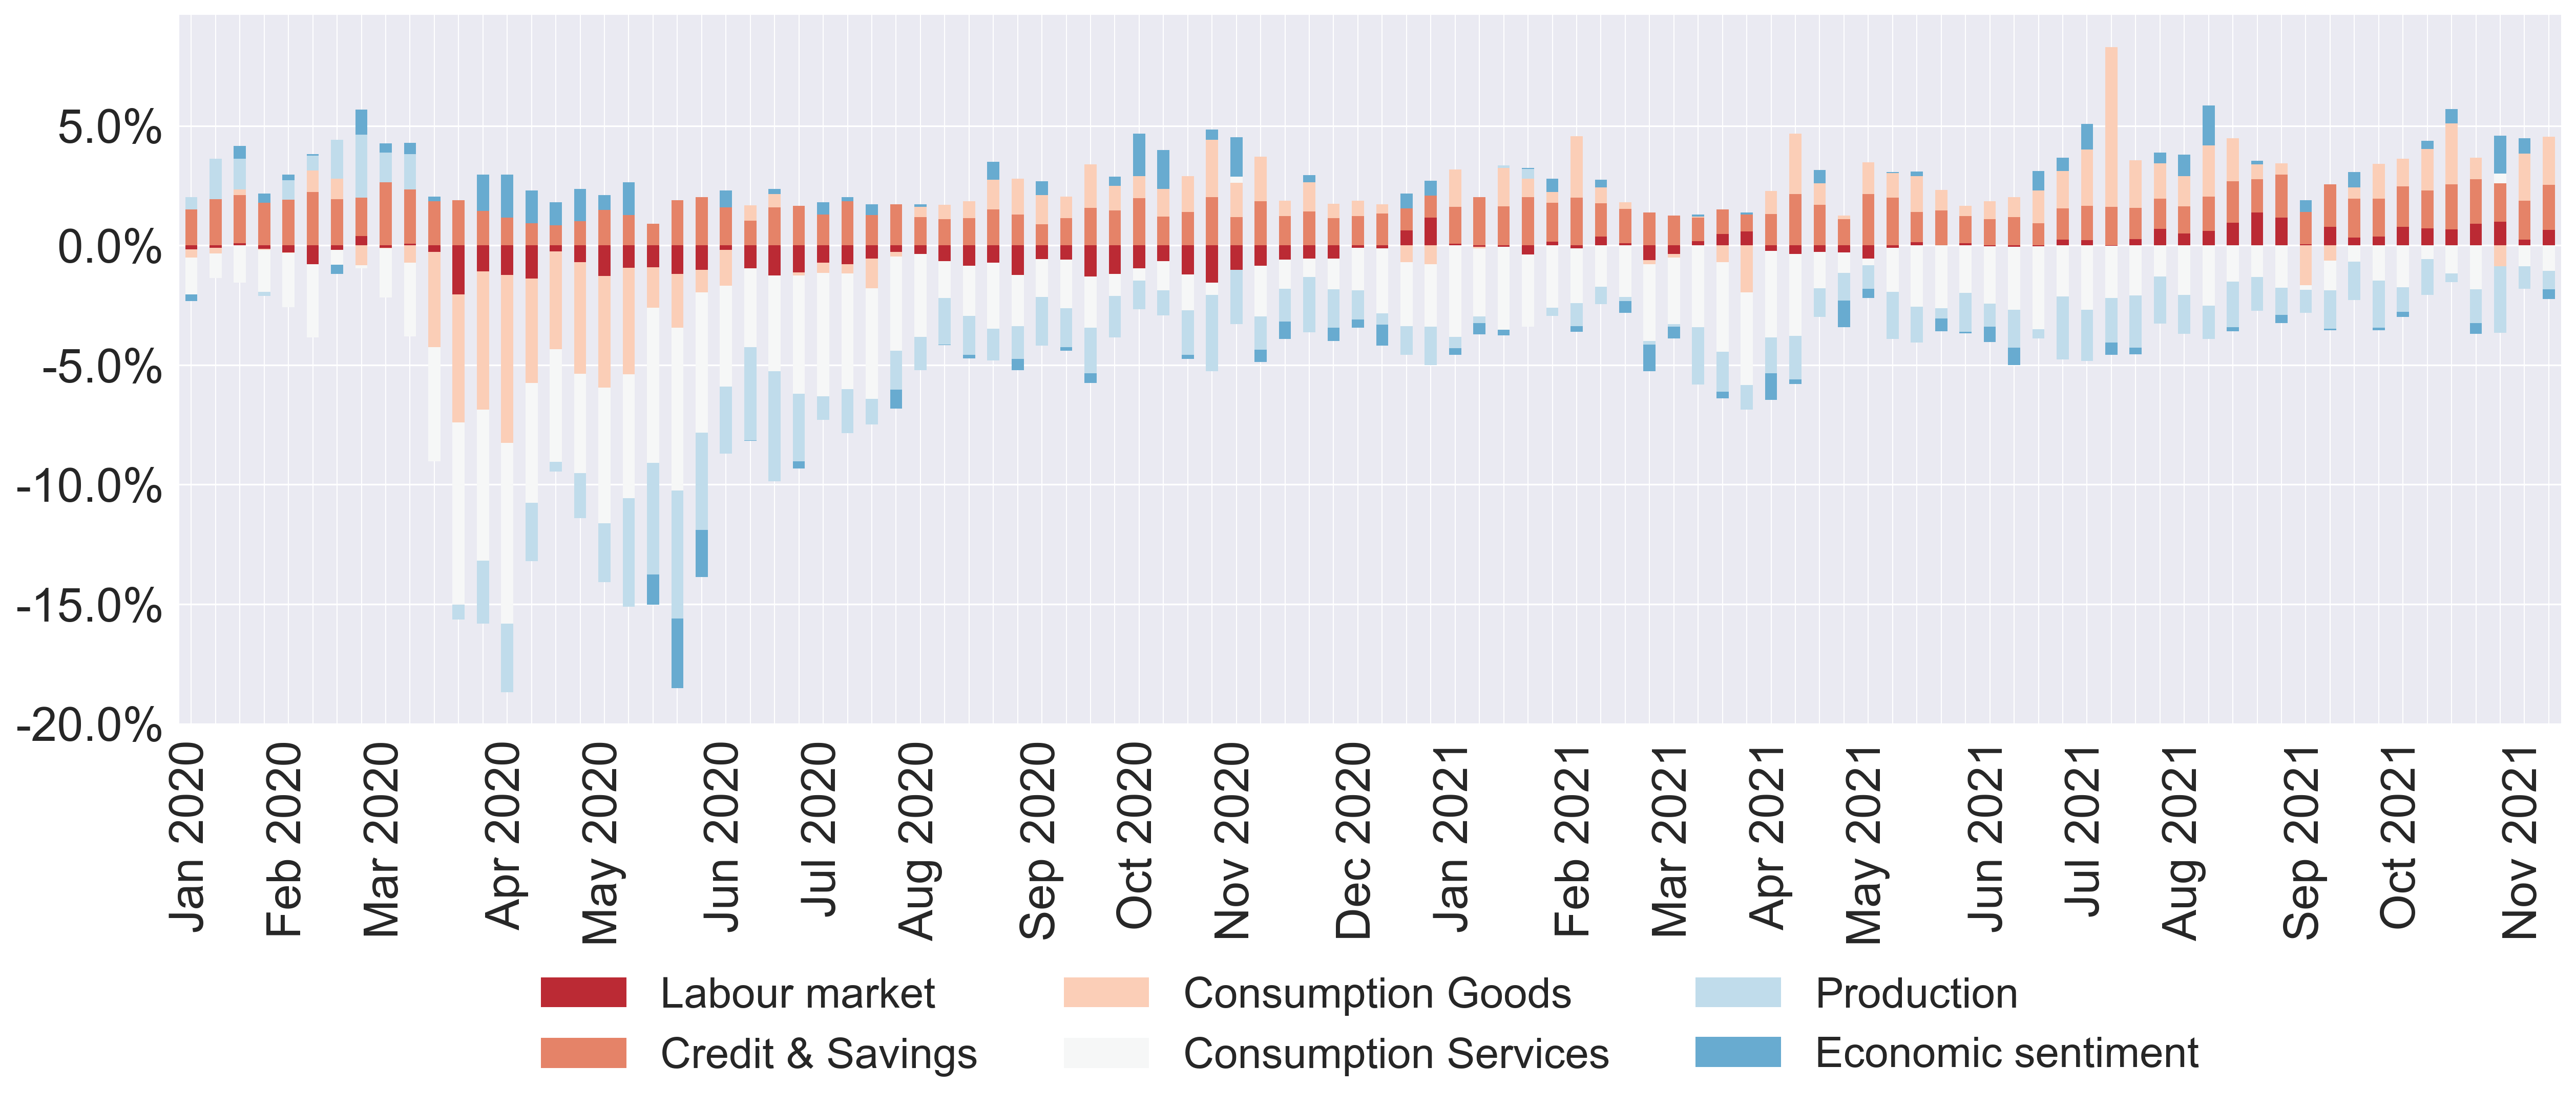 5.0%
0.0%
-5.0%
-10.0%
-15.0%
-20.0%
Jan 2020
Feb 2020
Mar 2020
Apr 2020
May 2020
Jun 2020
Jul 2020
Aug 2020
Sep 2020
Oct 2020
Nov 2020
Dec 2020
Jan 2021
Feb 2021
Mar 2021
Apr 2021
May 2021
Jun 2021
Jul 2021
Aug 2021
Sep 2021
Oct 2021
Nov 2021
Labour market
Consumption Goods
Production
Credit & Savings
Consumption Services
Economic sentiment